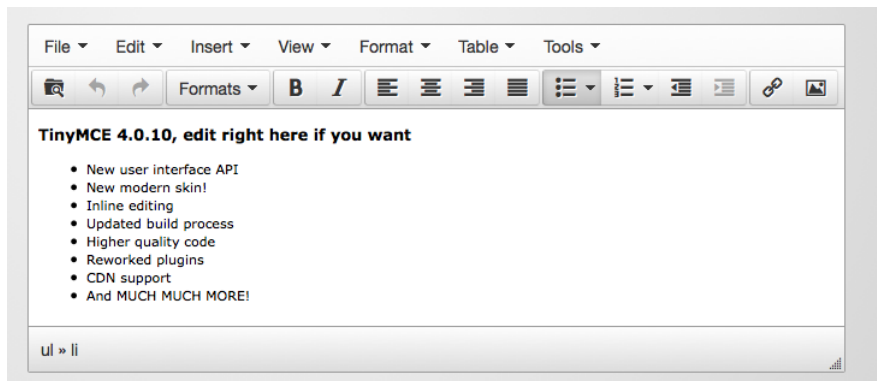 File Edit Insert View Format Table Tools
Formats B I
TinyMCE 4.0.10, edit right here if you want
• New user interface API
• New modern skin!
• Inline editing
• Updated build process
• Higher quality code
• Reworked plugins
• CDN support
• And MUCH MUCH MORE!
ul » li